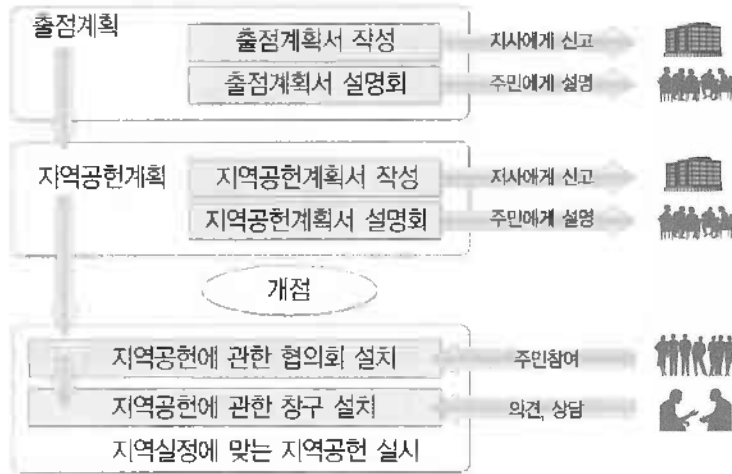 출점계획
출점계획서 작성
지사에게 신고
출점계획서 설명회
주민에게 설명
지역공헌계획
지역공헌계획서 작성
지사에게 신고
지역공헌계획서 설명회
주민에게 설명
개점
지역공헌에 관한 협의회 설치
주민참여
지역공헌에 관한 창구 설치
의견, 상담
지역실정에 맞는 지역공헌 실시